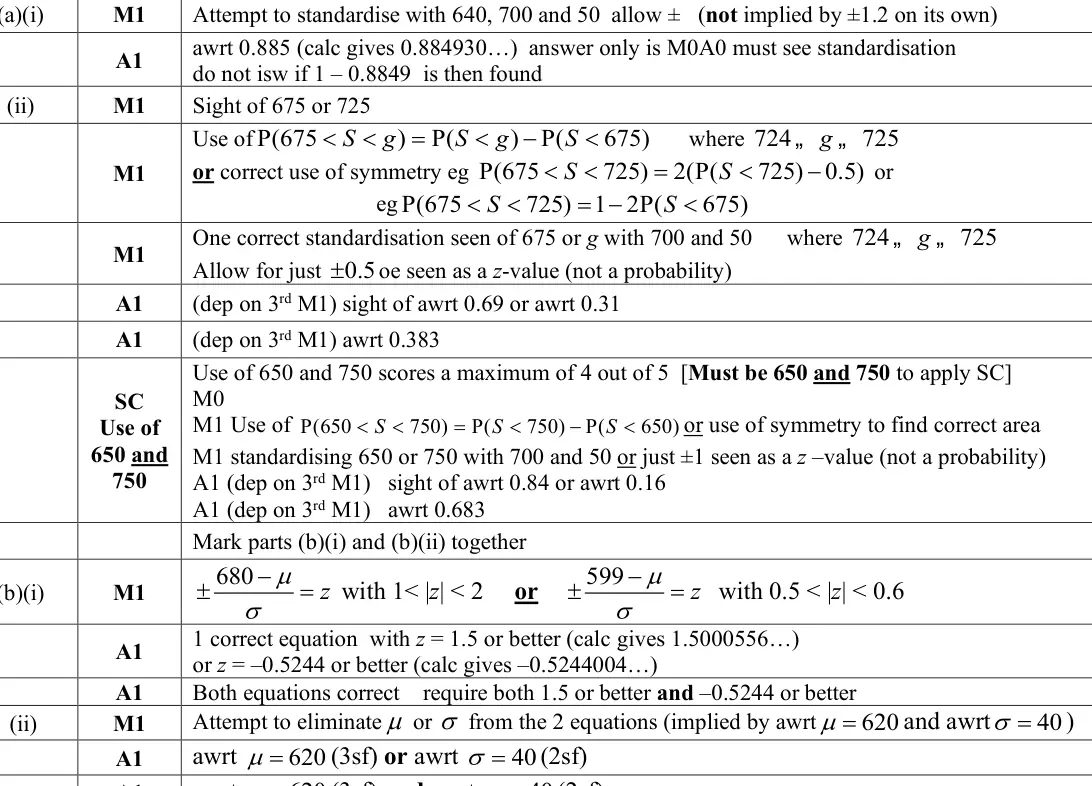 (a)(i) M1 Attempt to standardise with 640, 700 and 50 allow ± (not implied by ±1.2 on its own)
A1 awrt 0.885 (calc gives 0.884930…) answer only is M0A0 must see standardisation
do not isw if 1 – 0.8849 is then found
(ii) M1 Sight of 675 or 725
M1 Use of P(675 < S < g) = P(S < g) – P(S < 675) where 724 „ g „ 725
or correct use of symmetry eg P(675 < S < 725) = 2(P(S < 725) – 0.5) or
eg P(675 < S < 725) = 1 – 2P(S < 675)
M1 One correct standardisation seen of 675 or g with 700 and 50 where 724 „ g „ 725
Allow for just ±0.5 oe seen as a z-value (not a probability)
A1 (dep on 3rd M1) sight of awrt 0.69 or awrt 0.31
A1 (dep on 3rd M1) awrt 0.383
SC Use of 650 and 750
Use of 650 and 750 scores a maximum of 4 out of 5 [Must be 650 and 750 to apply SC]
M0
M1 Use of P(650 < S < 750) = P(S < 750) – P(S < 650) or use of symmetry to find correct area
M1 standardising 650 or 750 with 700 and 50 or just ±1 seen as a z –value (not a probability)
A1 (dep on 3rd M1) sight of awrt 0.84 or awrt 0.16
A1 (dep on 3rd M1) awrt 0.683
Mark parts (b)(i) and (b)(ii) together
(b)(i) M1 ± (680 – μ)/σ = z with 1< |z| < 2 or ± (599 – μ)/σ = z with 0.5 < |z| < 0.6
A1 1 correct equation with z = 1.5 or better (calc gives 1.5000556…)
or z = –0.5244 or better (calc gives –0.5244004…)
A1 Both equations correct require both 1.5 or better and –0.5244 or better
(ii) M1 Attempt to eliminate μ or σ from the 2 equations (implied by awrt μ = 620 and awrt σ = 40 )
A1 awrt μ = 620 (3sf) or awrt σ = 40 (2sf)